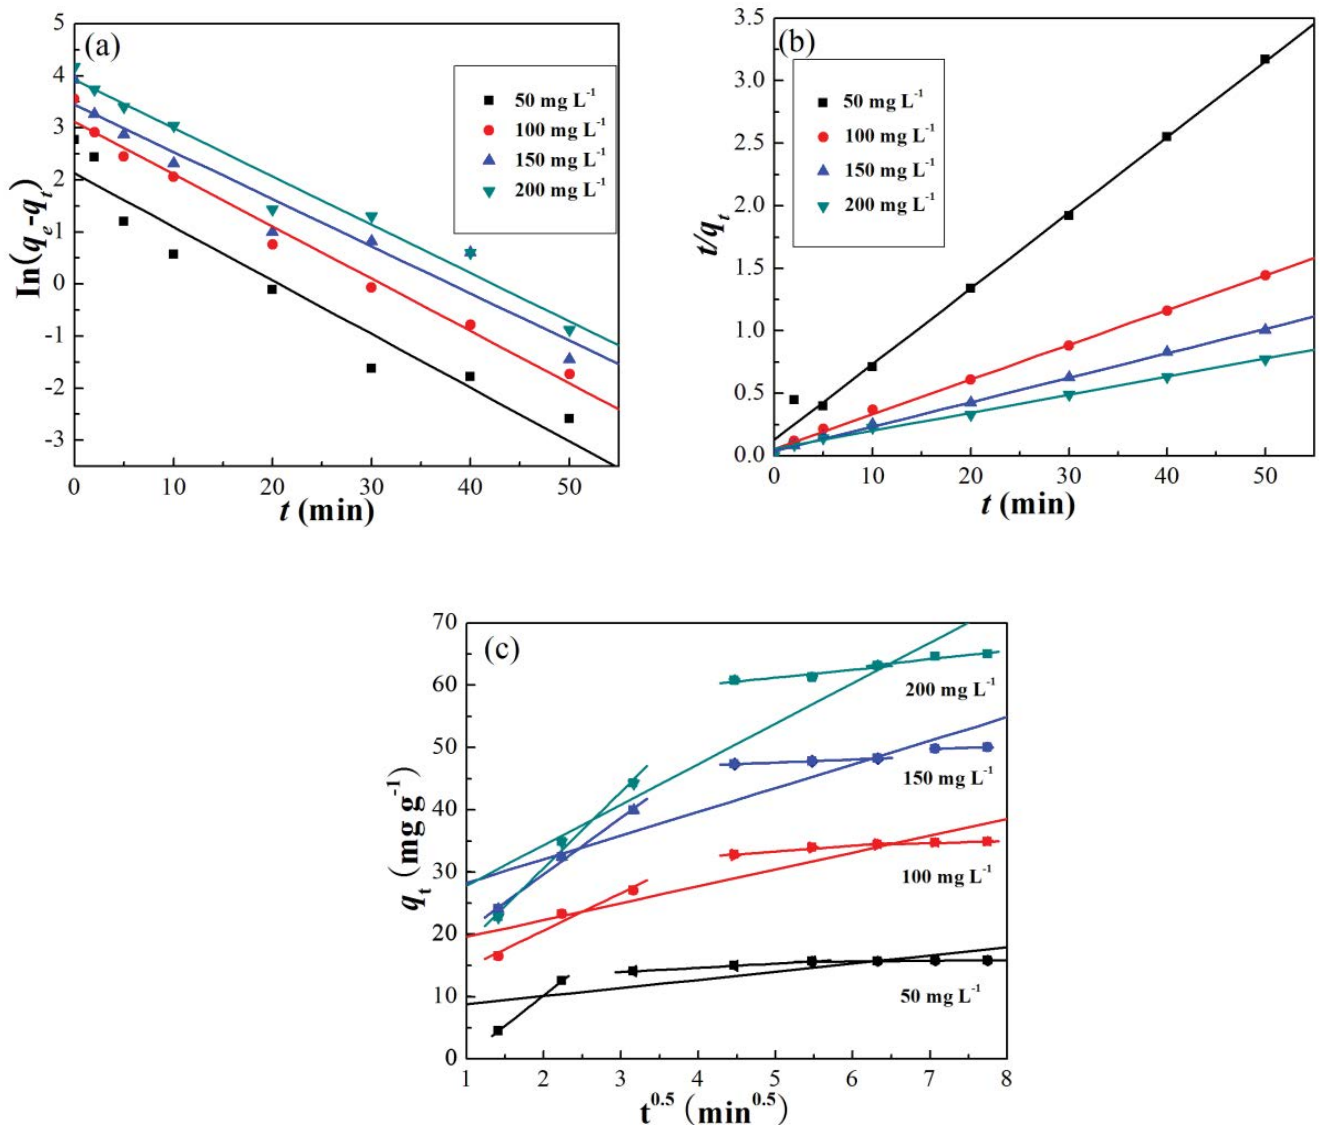 (a)
5
4
3
2
1
0
-1
-2
-3
ln(qₑ-qₜ)
50 mg L⁻¹
100 mg L⁻¹
150 mg L⁻¹
200 mg L⁻¹
0 10 20 30 40 50
t (min)
(b)
3.5
3.0
2.5
2.0
1.5
1.0
0.5
0.0
t/qₜ
50 mg L⁻¹
100 mg L⁻¹
150 mg L⁻¹
200 mg L⁻¹
0 10 20 30 40 50
t (min)
(c)
70
60
50
40
30
20
10
0
qₜ (mg g⁻¹)
200 mg L⁻¹
150 mg L⁻¹
100 mg L⁻¹
50 mg L⁻¹
1 2 3 4 5 6 7 8
t⁰·⁵ (min⁰·⁵)